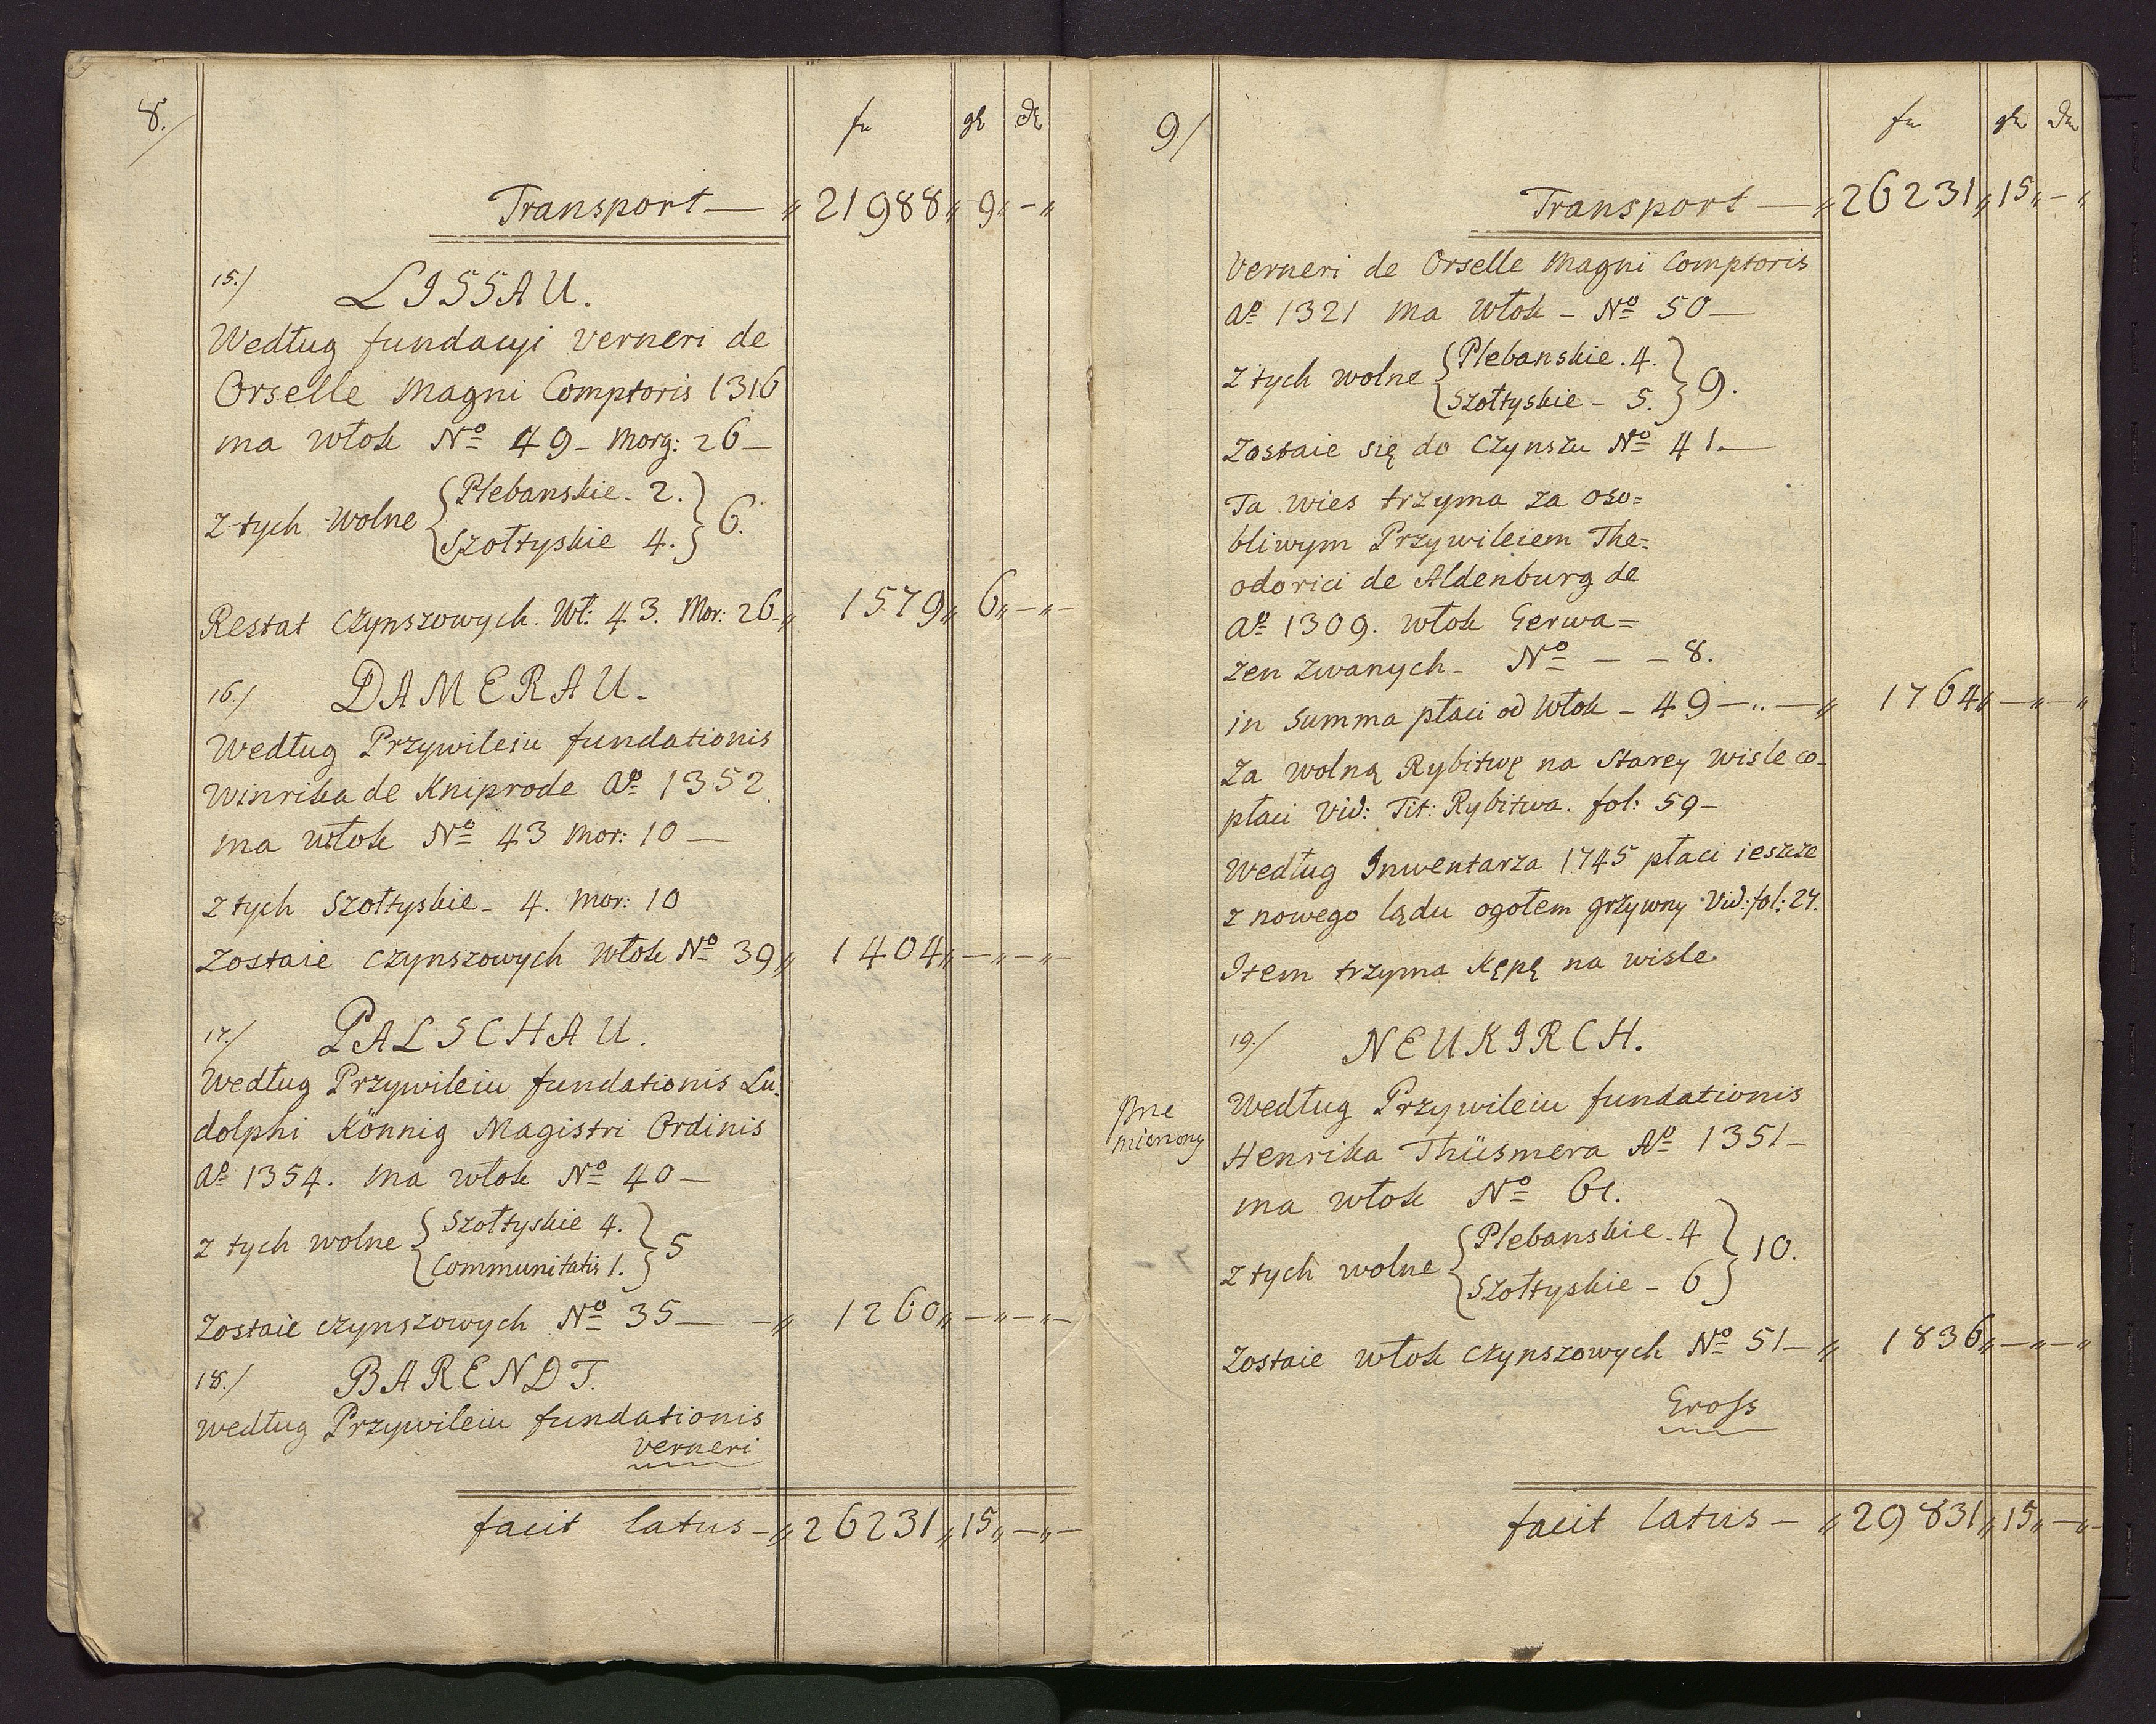 8./
fu gr dr
Transport — „ 21988 „ 9 „ - „
15./ LISSAU.
Według fundacyi Verneri de
Orselle Magni Comptoris 1316
ma włok No 49 - Morg: 26 —
z tych wolne { Plebanskie. 2.
Szołtyskie 4. } 6.
Restat czynszowych. Wł: 43. Mor: 26 - „ 1579 „ 6 „ - „ -
16./ DAMERAU.
Według Przywileiu fundationis
Winrika de Kniprode Ao 1352.
ma włok No 43 Mor: 10 —
z tych Szołtyskie - 4. Mor: 10
Zostaie czynszowych włok No 39 „ 1404 „ - „ - „ -
17./ PALSCHAU.
Według Przywileiu fundationis Lu-
dolphi Könnig Magistri Ordinis
Ao 1354. ma włok No 40 —
z tych wolne { Szołtyskie 4.
Communitatis 1. } 5
Zostaie czynszowych No 35 — - „ 1260 „ - „ - „ -
18./ BARENDT.
Według Przywileiu fundationis
Verneri
facit latus - „ 26231 „ 15 „ - „ -
9/
fu gr
Transport — „ 26231 „ 15 „ - „
Verneri de Orselle Magni Comptoris
Ao 1321 ma włok - No 50 —
z tych wolne { Plebanskie. 4.
Szołtyskie - 5. } 9.
Zostaie się do Czynszu No 41. —
Ta wies trzyma za oso=
bliwym Przywileiem The=
odorici de Aldenburg de
Ao 1309. włok Gerwa=
zen zwanych - No - - 8.
in Summa płaci od włok - 49 — .. — „ 1764 „ - „ - „
Za wolną Rybitwę na Starey wisle co-
płaci Vid: Tit: Rybitwa. fol: 59 -
Według Inwentarza 1745 płaci ieszcze
z nowego lądu ogołem grzywny Vid: fol: 27.
Item trzyma Kępę na wisle.
19./ NEUKIRCH.
Według Przywileiu fundationis
Henrika Thüsmera Ao 1351 -
ma włok No 61.
z tych wolne { Plebanskie. 4
Szołtyskie - 6 } 10.
Zostaie włok czynszowych No 51 — „ 1836 „ - „ - „
Gross
facit latus — „ 29831 „ 15 „ - „ -